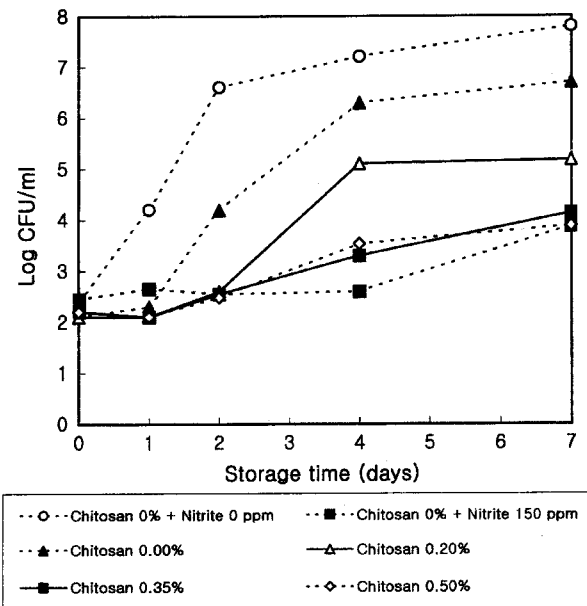 8
7
6
5
4
3
2
1
0
Log CFU/ml
0 1 2 3 4 5 6 7
Storage time (days)
Chitosan 0% + Nitrite 0 ppm
Chitosan 0% + Nitrite 150 ppm
Chitosan 0.00%
Chitosan 0.20%
Chitosan 0.35%
Chitosan 0.50%